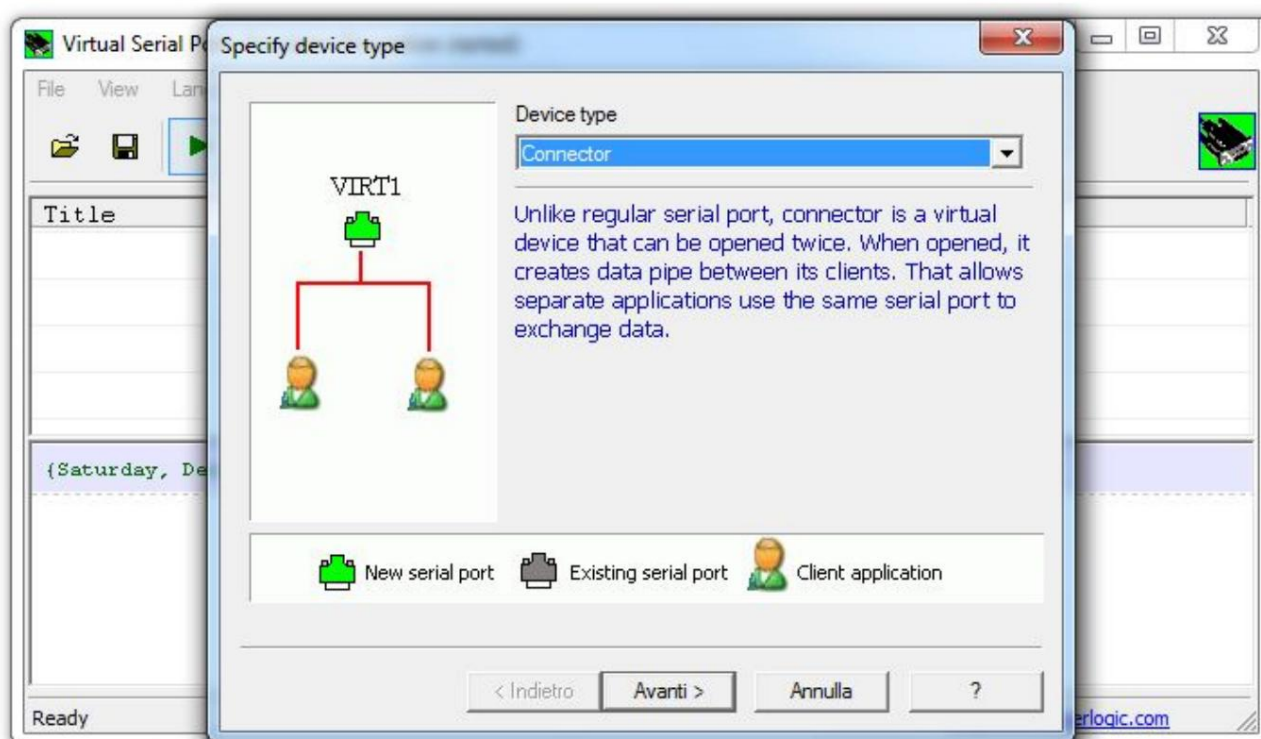 Virtual Serial Po
Specify device type
File View Lan
Device type
Connector
VIRT1
Title
Unlike regular serial port, connector is a virtual
device that can be opened twice. When opened, it
creates data pipe between its clients. That allows
separate applications use the same serial port to
exchange data.
{Saturday, De
New serial port Existing serial port Client application
< Indietro Avanti > Annulla ?
Ready
erlogic.com